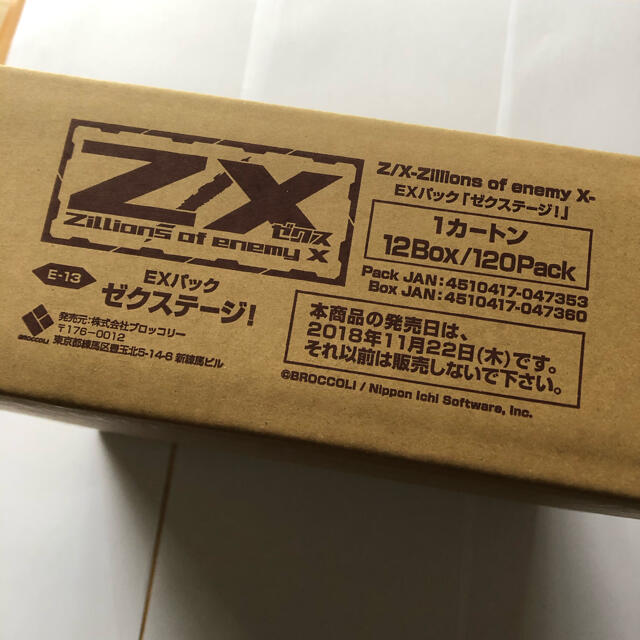 Z/X
ゼクス
Zillions of enemy X
E-13
EXパック
ゼクステージ!
BROCCOLI
発売元:株式会社ブロッコリー
〒176-0012
東京都練馬区豊玉北5-14-6 新練馬ビル
Z/X-Zillions of enemy X-
EXパック「ゼクステージ!」
1カートン
12Box/120Pack
Pack JAN:4510417-047353
Box JAN:4510417-047360
本商品の発売日は、
2018年11月22日(木)です。
それ以前は販売しないで下さい。
©BROCCOLI / Nippon Ichi Software, Inc.